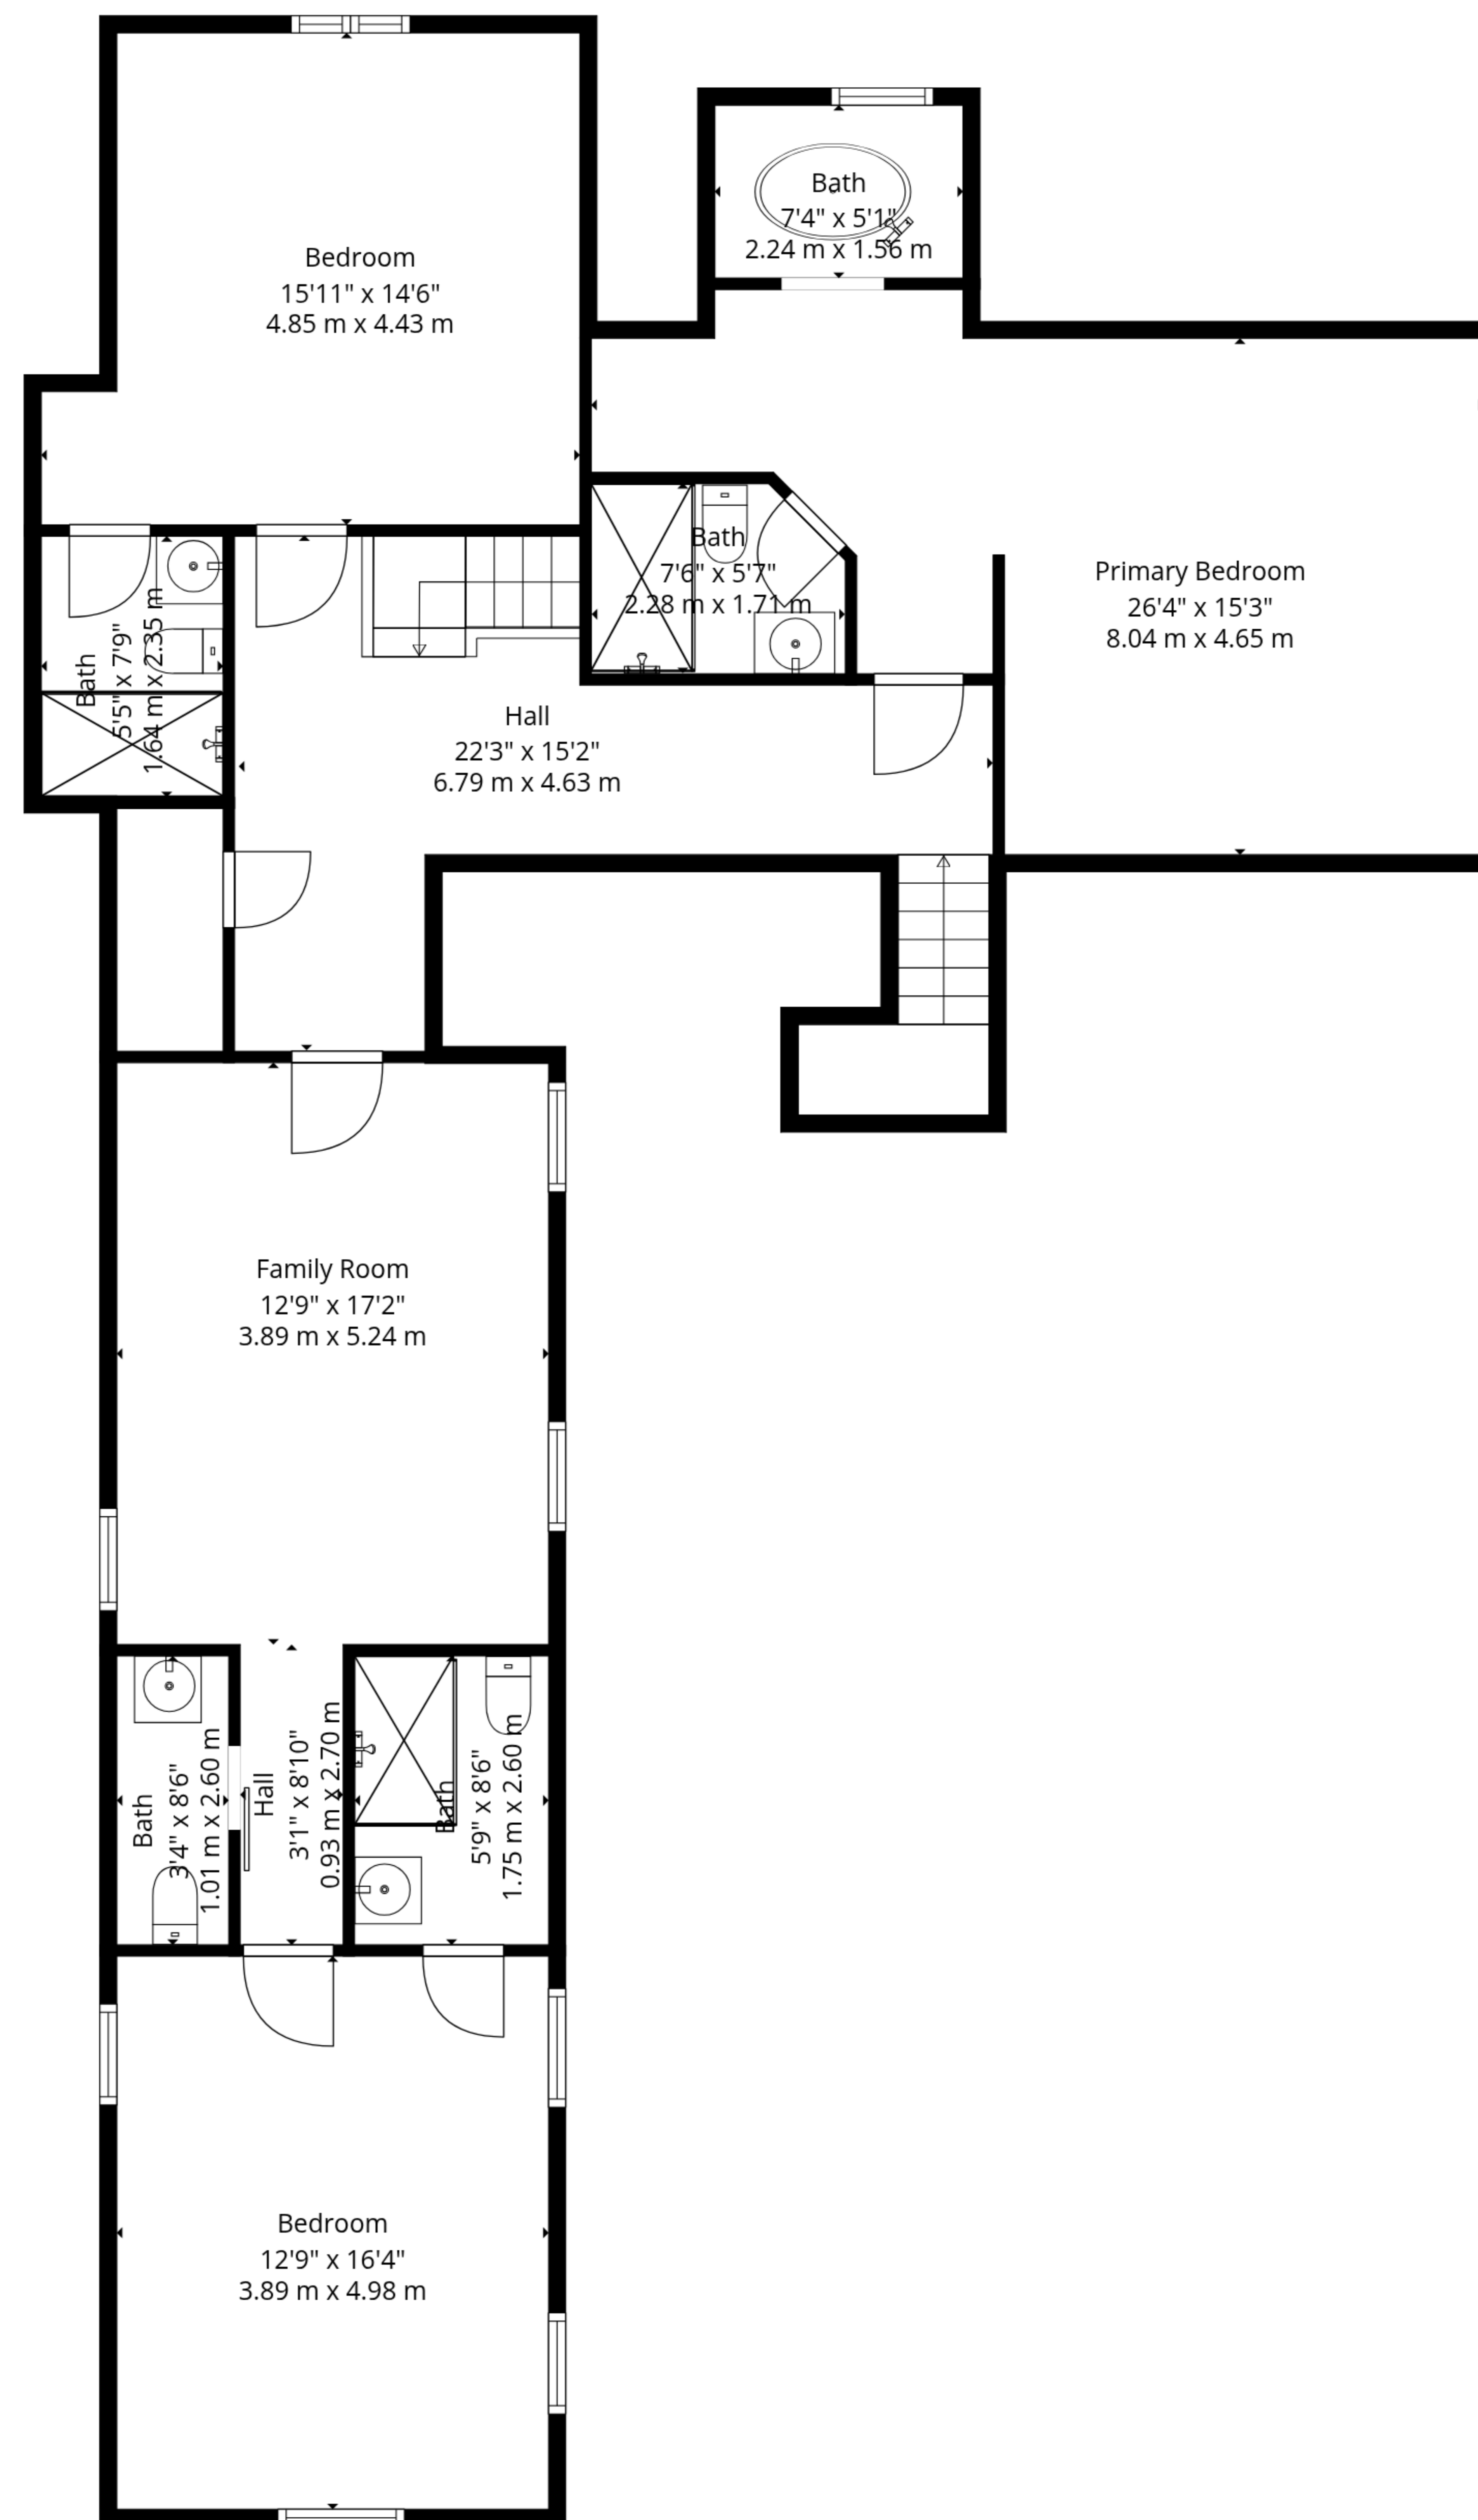 Bath
7'4" x 5'1"
2.24 m x 1.56 m
Bedroom
15'11" x 14'6"
4.85 m x 4.43 m
Bath
7'6" x 5'7"
2.28 m x 1.71 m
Primary Bedroom
26'4" x 15'3"
8.04 m x 4.65 m
Bath
5'5" x 7'9"
1.64 m x 2.35 m
Hall
22'3" x 15'2"
6.79 m x 4.63 m
Family Room
12'9" x 17'2"
3.89 m x 5.24 m
Bath
3'4" x 8'6"
1.01 m x 2.60 m
Hall
3'1" x 8'10"
0.93 m x 2.70 m
Bath
5'9" x 8'6"
1.75 m x 2.60 m
Bedroom
12'9" x 16'4"
3.89 m x 4.98 m